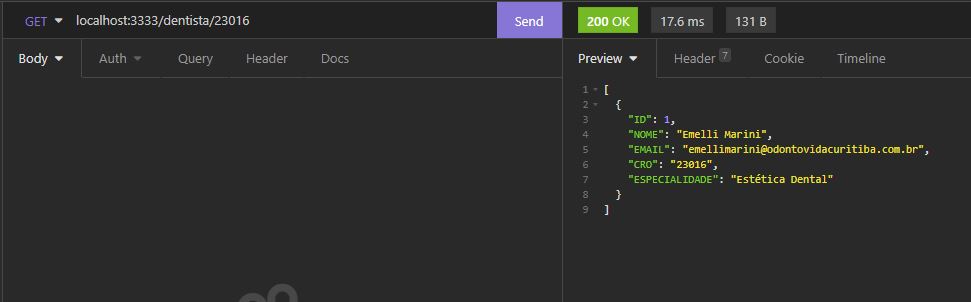 GET localhost:3333/dentista/23016 Send 200 OK 17.6 ms 131 B
Body Auth Query Header Docs Preview Header 7 Cookie Timeline
1 [
2 {
3 "ID": 1,
4 "NOME": "Emelli Marini",
5 "EMAIL": "emellimarini@odontovidacuritiba.com.br",
6 "CRO": "23016",
7 "ESPECIALIDADE": "Estética Dental"
8 }
9 ]